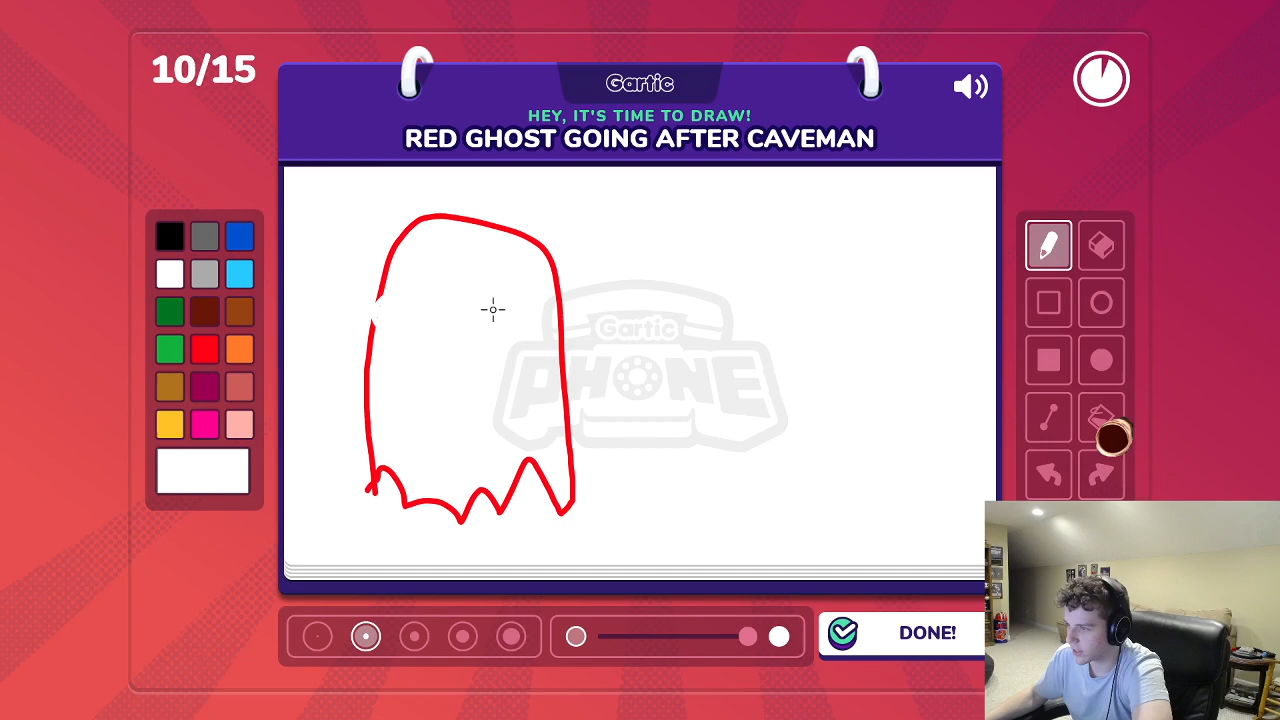 10/15
Gartic
HEY, IT'S TIME TO DRAW!
RED GHOST GOING AFTER CAVEMAN
Gartic
PHONE
DONE!